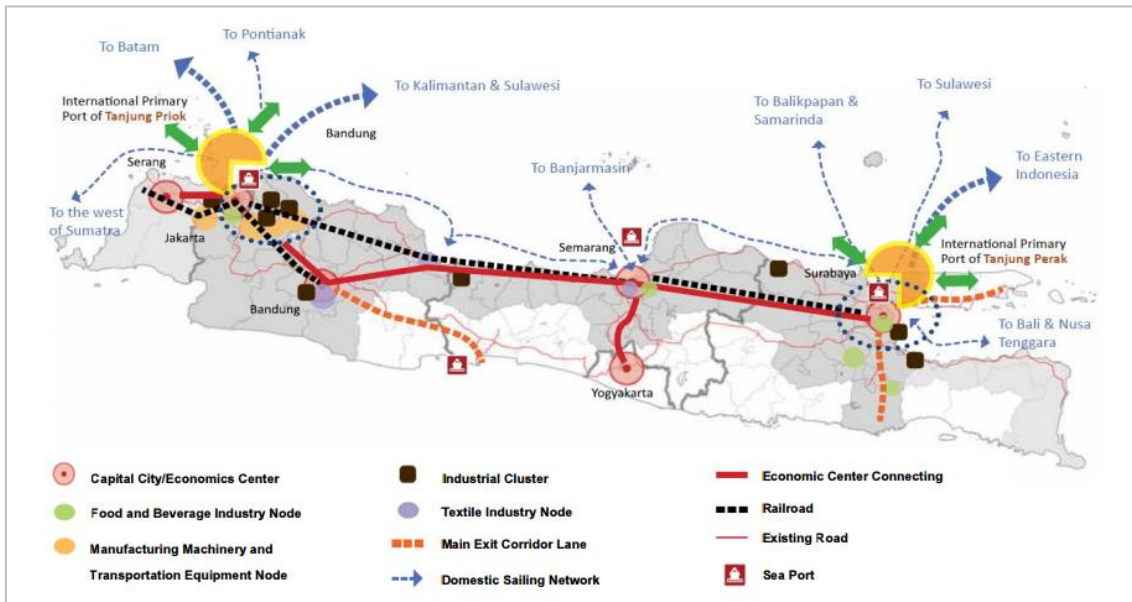 To Batam
To Pontianak
To Kalimantan & Sulawesi
International Primary
Port of Tanjung Priok
Bandung
Serang
To the west
of Sumatra
Jakarta
Bandung
To Banjarmasin
Semarang
Yogyakarta
To Balikpapan &
Samarinda
To Sulawesi
To Eastern
Indonesia
Surabaya
International Primary
Port of Tanjung Perak
To Bali & Nusa
Tenggara
Capital City/Economics Center
Food and Beverage Industry Node
Manufacturing Machinery and
Transportation Equipment Node
Industrial Cluster
Textile Industry Node
Main Exit Corridor Lane
Domestic Sailing Network
Economic Center Connecting
Railroad
Existing Road
Sea Port